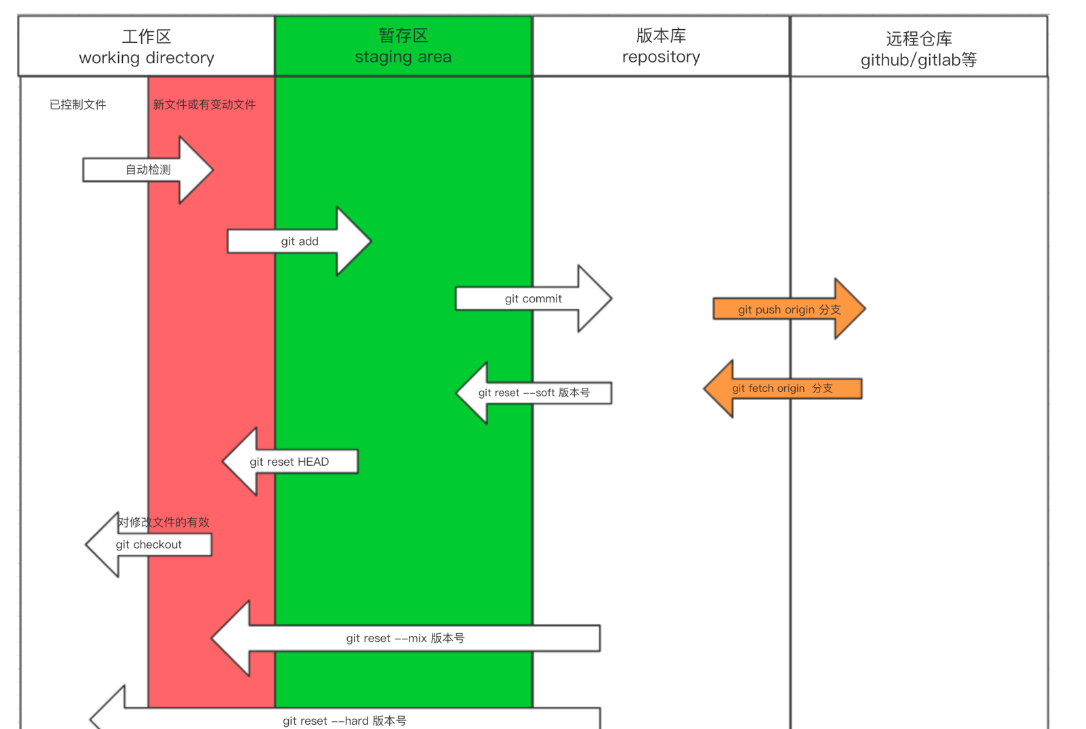 工作区
working directory
暂存区
staging area
版本库
repository
远程仓库
github/gitlab等
已控制文件
新文件或有变动文件
自动检测
git add
git commit
git push origin 分支
git fetch origin 分支
git reset --soft 版本号
git reset HEAD
对修改文件的有效
git checkout
git reset --mix 版本号
git reset --hard 版本号